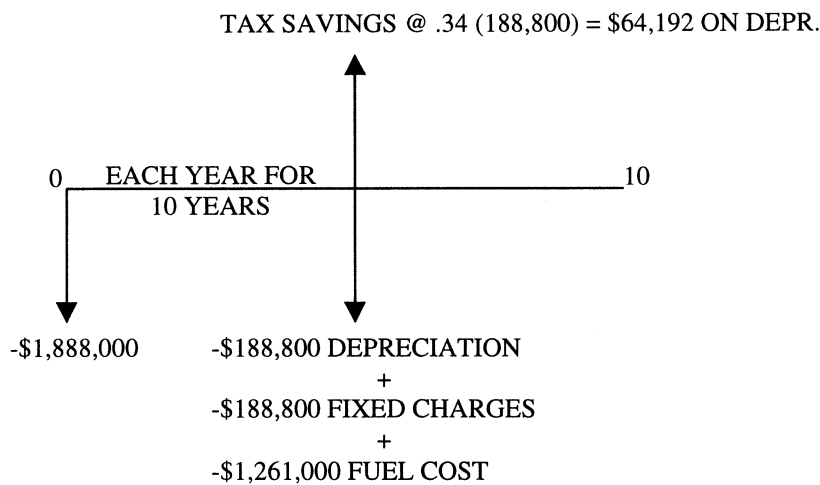 TAX SAVINGS @ .34 (188,800) = $64,192 ON DEPR.
0 EACH YEAR FOR 10
10 YEARS
-$1,888,000 -$188,800 DEPRECIATION
+
-$188,800 FIXED CHARGES
+
-$1,261,000 FUEL COST